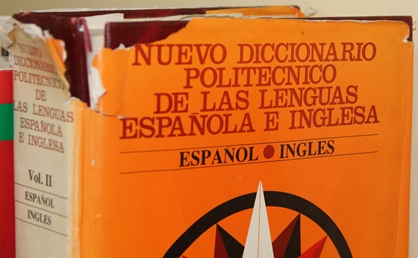 NUEVO DICCIONARIO
POLITECNICO
DE LAS LENGUAS
ESPAÑOLA E INGLESA
ESPAÑOL • INGLES
NUEVO DICCIONARIO
POLITECNICO
DE
LAS LENGUAS
ESPAÑOLA
E INGLESA
Vol. II
ESPAÑOL
INGLES